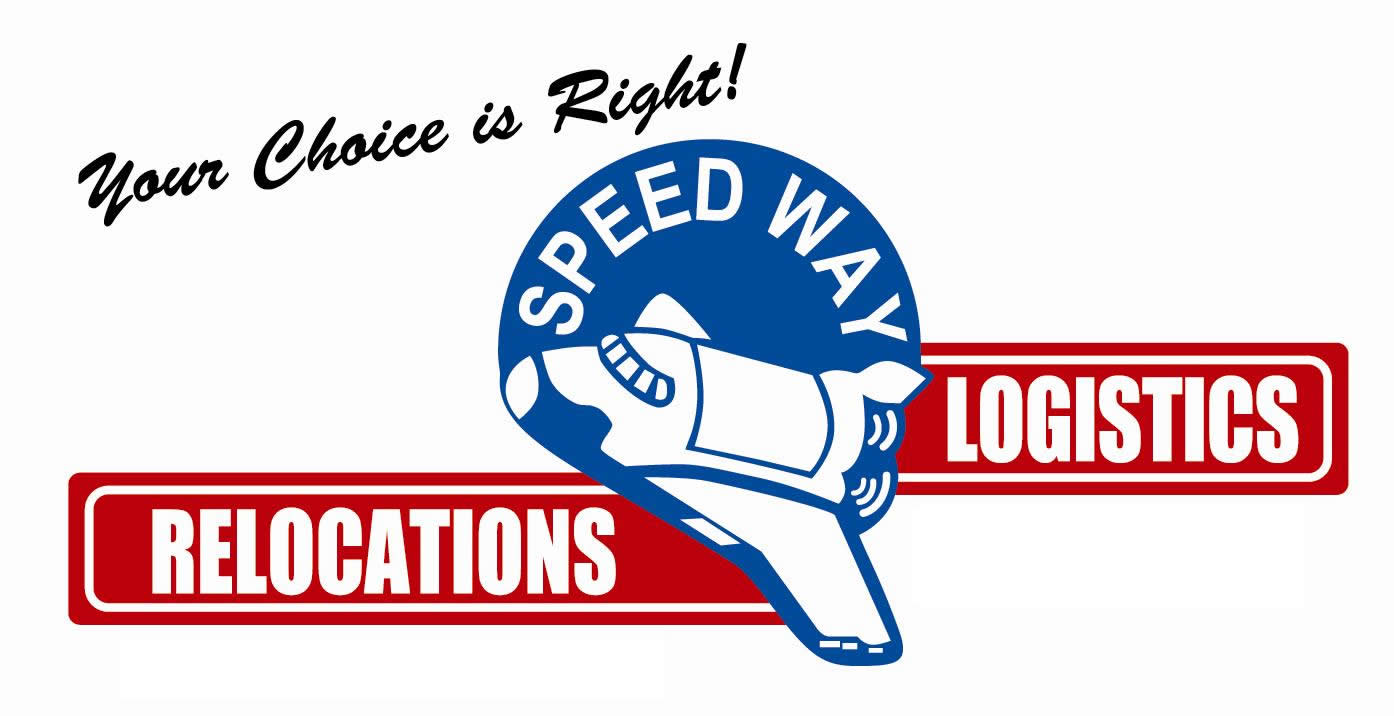 Your Choice is Right!
SPEED WAY
LOGISTICS
RELOCATIONS